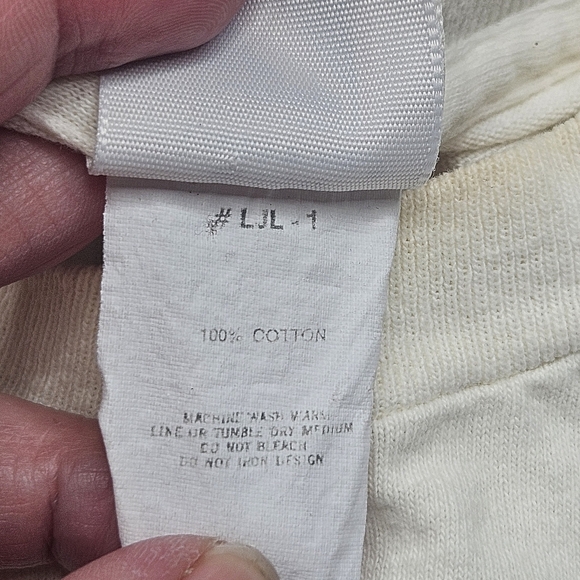 # LJL - 1
100% COTTON
MACHINE WASH WARM
LINE OR TUMBLE DRY MEDIUM
DO NOT BLEACH
DO NOT IRON DESIGN